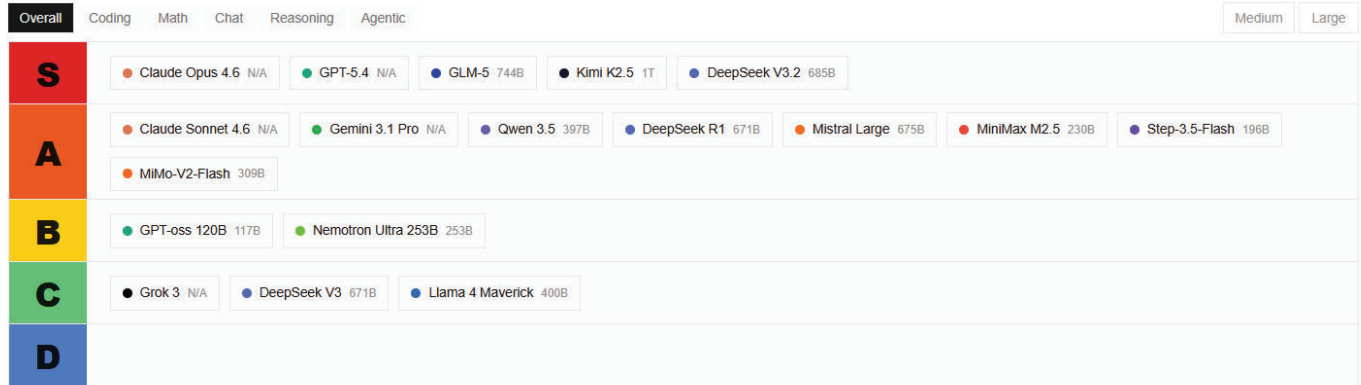 Overall Coding Math Chat Reasoning Agentic Medium Large
S
Claude Opus 4.6 N/A GPT-5.4 N/A GLM-5 744B Kimi K2.5 1T DeepSeek V3.2 685B
A
Claude Sonnet 4.6 N/A Gemini 3.1 Pro N/A Qwen 3.5 397B DeepSeek R1 671B Mistral Large 675B MiniMax M2.5 230B Step-3.5-Flash 196B
MiMo-V2-Flash 309B
B
GPT-oss 120B 117B Nemotron Ultra 253B 253B
C
Grok 3 N/A DeepSeek V3 671B Llama 4 Maverick 400B
D